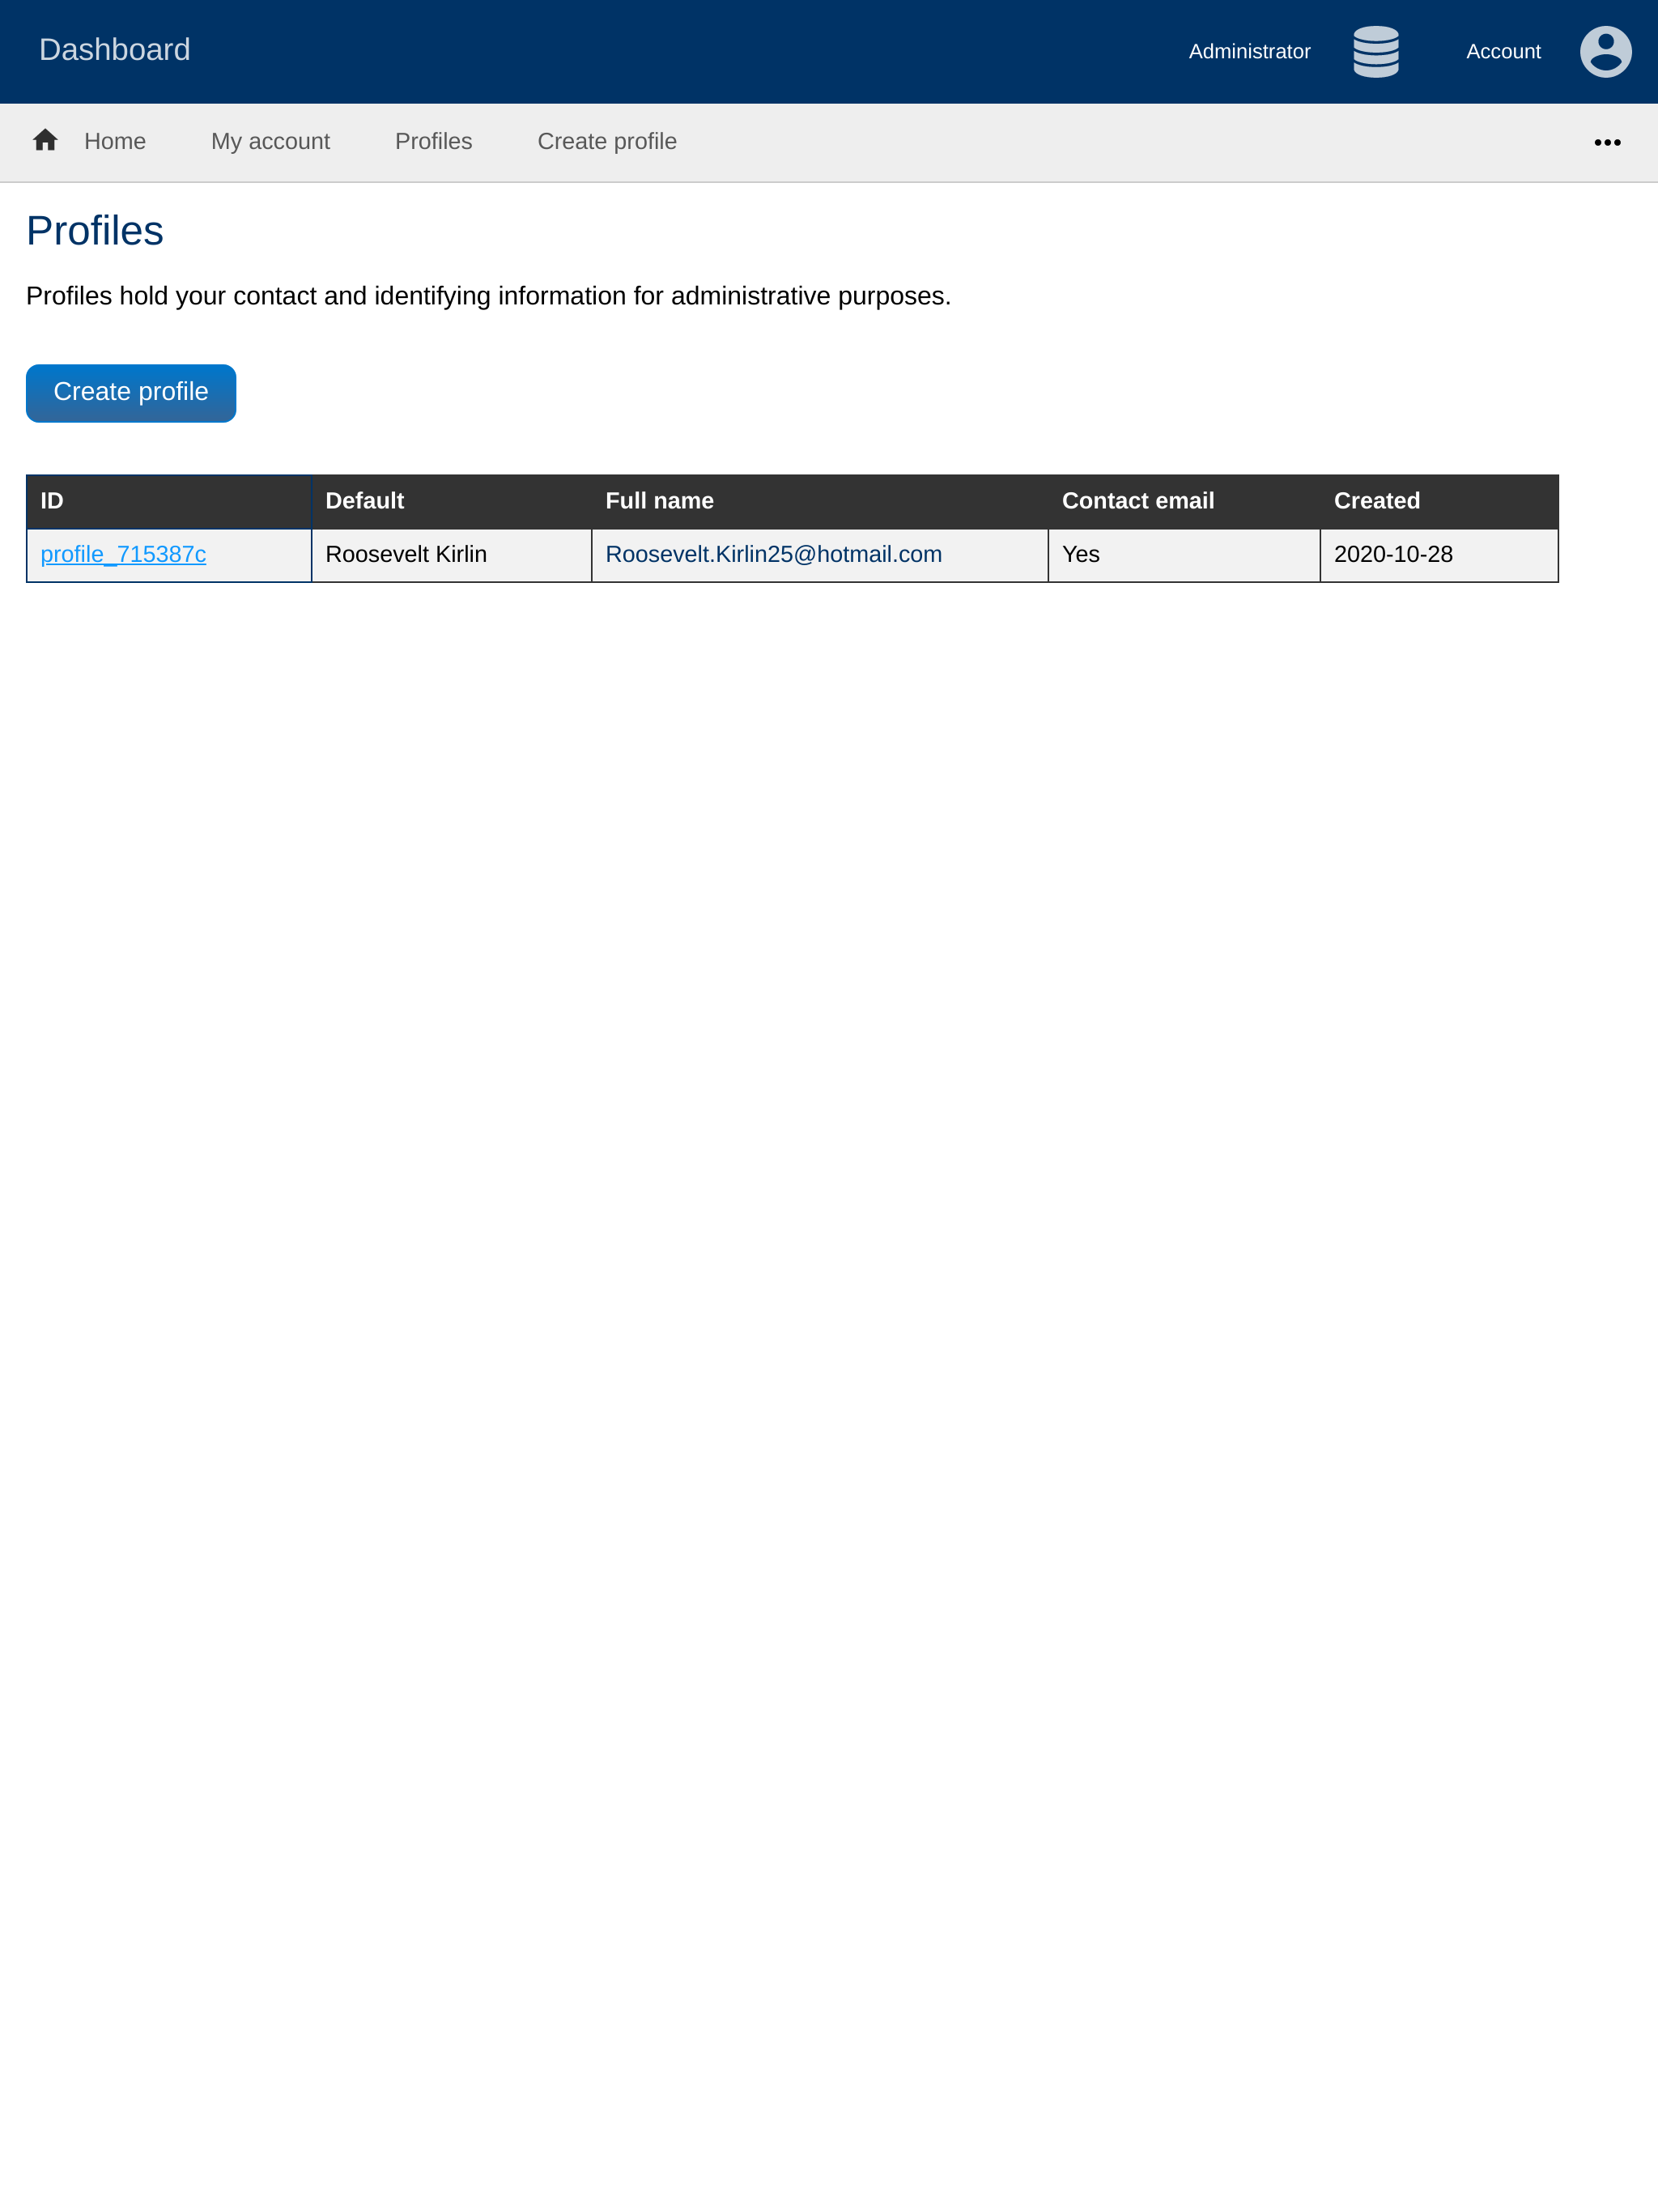 Dashboard Administrator Account
Home My account Profiles Create profile
Profiles
Profiles hold your contact and identifying information for administrative purposes.
Create profile
ID Default Full name Contact email Created
profile_715387c Roosevelt Kirlin Roosevelt.Kirlin25@hotmail.com Yes 2020-10-28